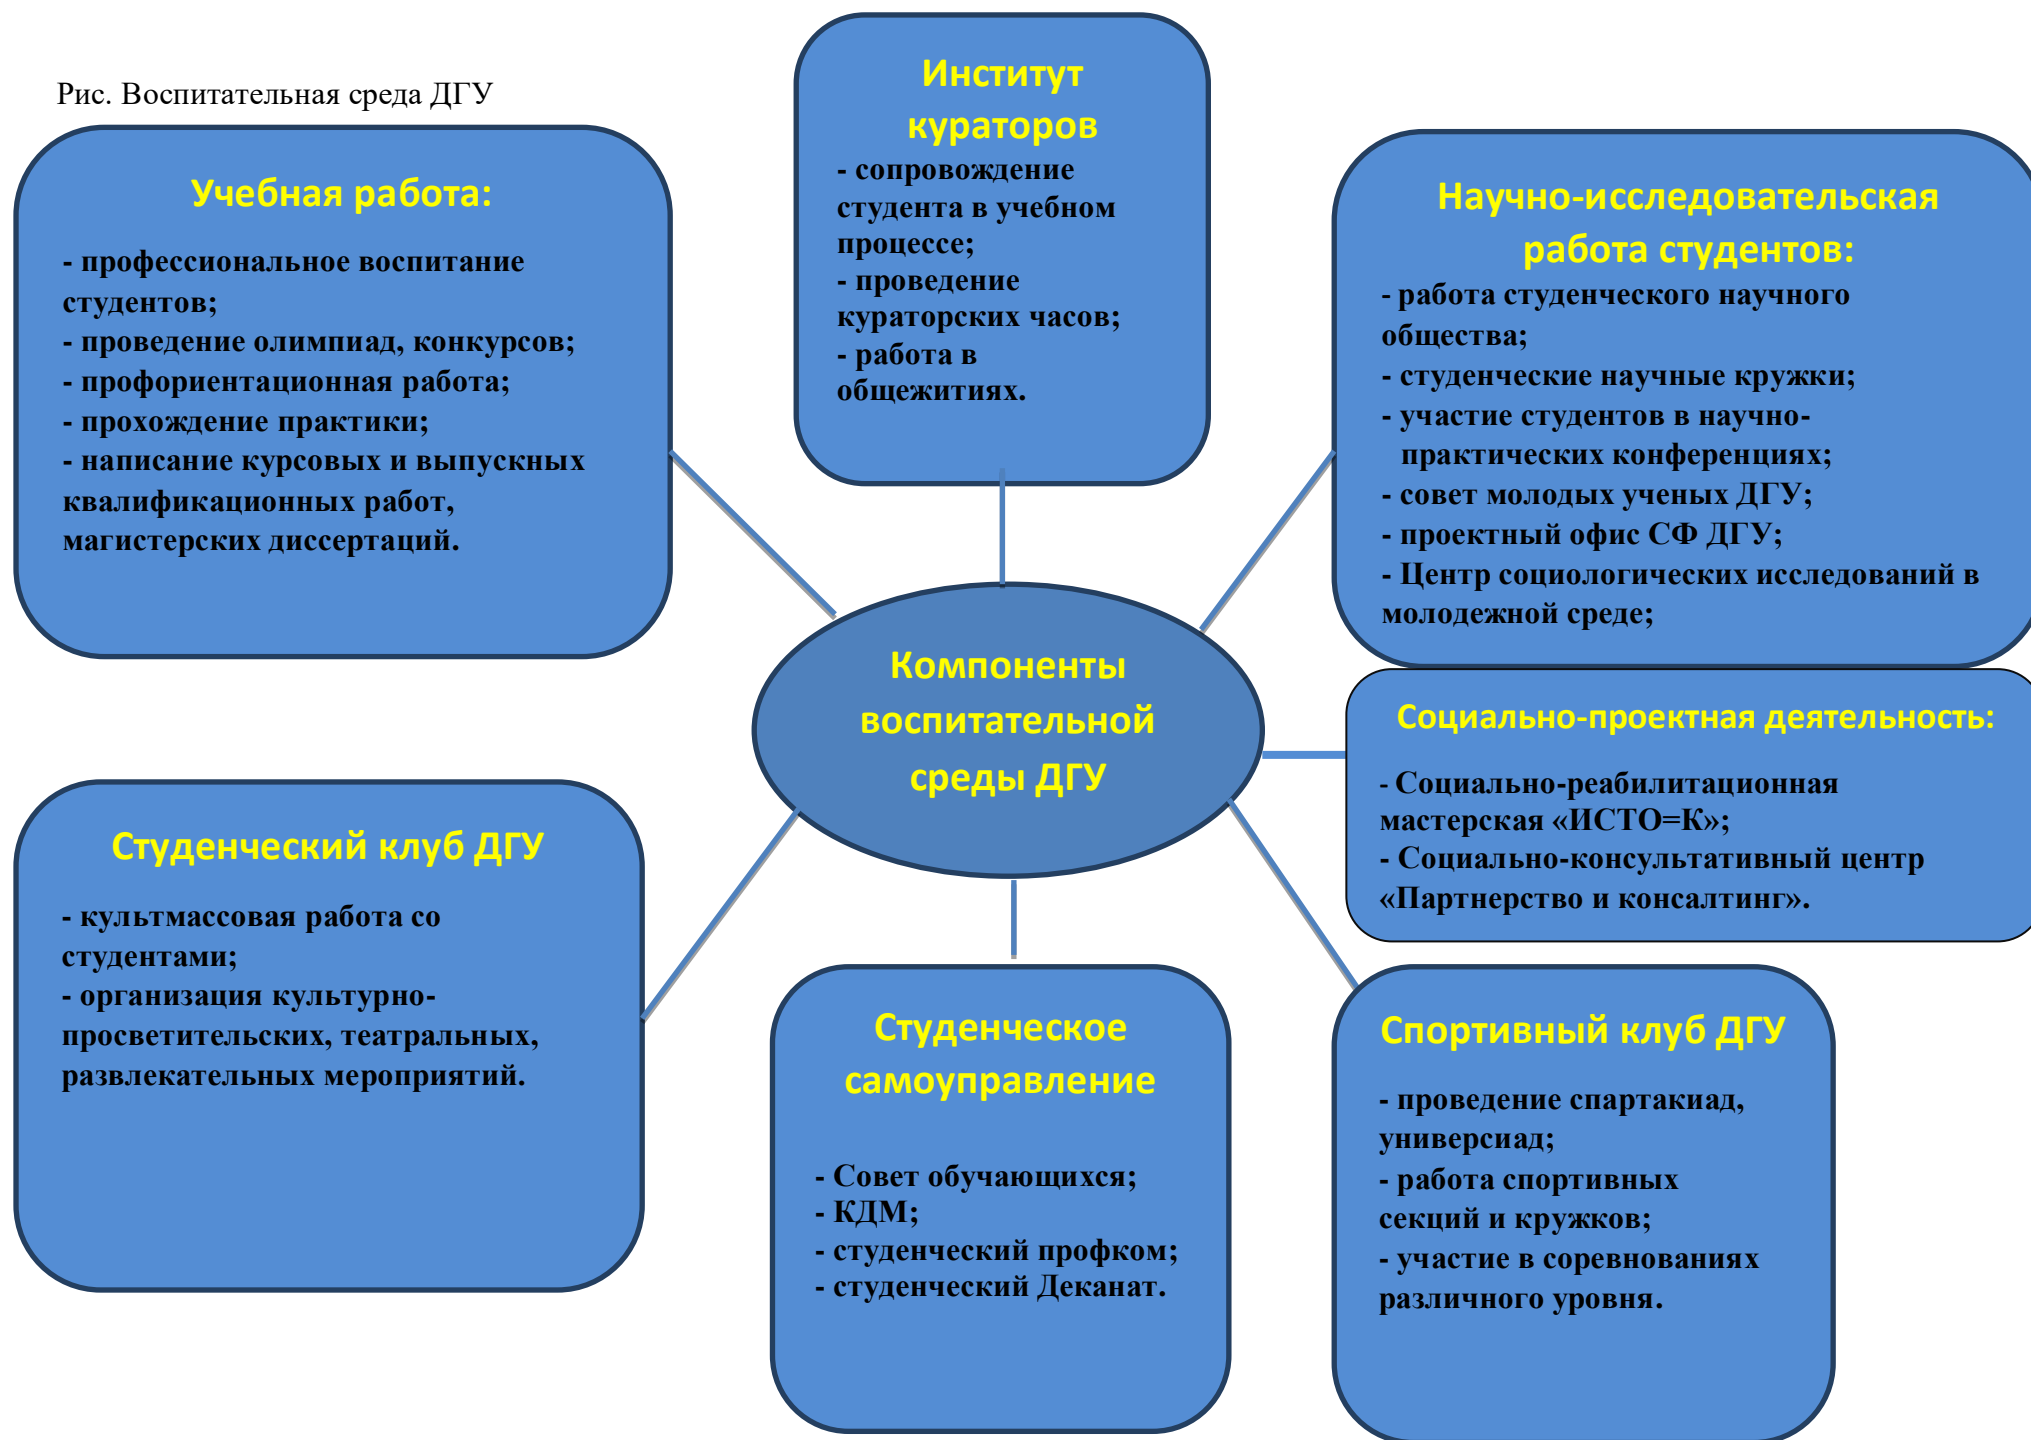 Рис. Воспитательная среда ДГУ
Учебная работа:
- профессиональное воспитание
студентов;
- проведение олимпиад, конкурсов;
- профориентационная работа;
- прохождение практики;
- написание курсовых и выпускных
квалификационных работ,
магистерских диссертаций.
Институт
кураторов
- сопровождение
студента в учебном
процессе;
- проведение
кураторских часов;
- работа в
общежитиях.
Научно-исследовательская
работа студентов:
- работа студенческого научного
общества;
- студенческие научные кружки;
- участие студентов в научно-
практических конференциях;
- совет молодых ученых ДГУ;
- проектный офис СФ ДГУ;
- Центр социологических исследований в
молодежной среде;
Компоненты
воспитательной
среды ДГУ
Социально-проектная деятельность:
- Социально-реабилитационная
мастерская «ИСТО=К»;
- Социально-консультативный центр
«Партнерство и консалтинг».
Студенческий клуб ДГУ
- культмассовая работа со
студентами;
- организация культурно-
просветительских, театральных,
развлекательных мероприятий.
Студенческое
самоуправление
- Совет обучающихся;
- КДМ;
- студенческий профком;
- студенческий Деканат.
Спортивный клуб ДГУ
- проведение спартакиад,
универсиад;
- работа спортивных
секций и кружков;
- участие в соревнованиях
различного уровня.